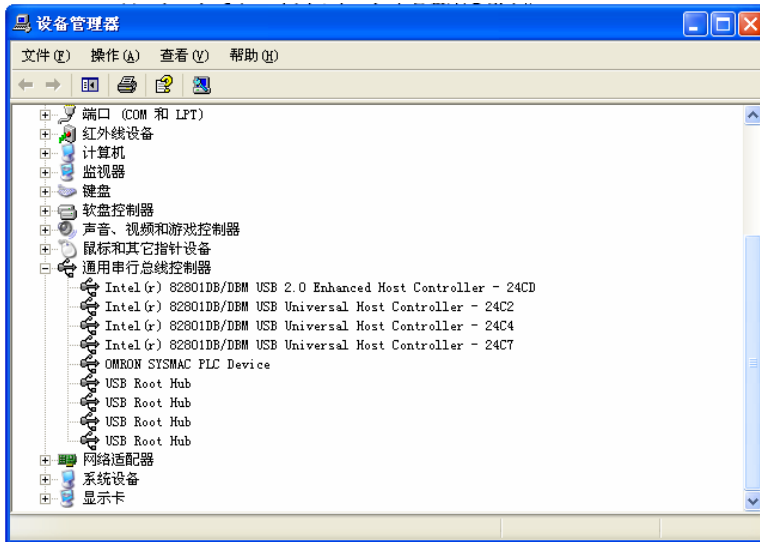 设备管理器
文件(F) 操作(A) 查看(V) 帮助(H)
端口 (COM 和 LPT)
红外线设备
计算机
监视器
键盘
软盘控制器
声音、视频和游戏控制器
鼠标和其它指针设备
通用串行总线控制器
Intel(r) 82801DB/DBM USB 2.0 Enhanced Host Controller - 24CD
Intel(r) 82801DB/DBM USB Universal Host Controller - 24C2
Intel(r) 82801DB/DBM USB Universal Host Controller - 24C4
Intel(r) 82801DB/DBM USB Universal Host Controller - 24C7
OMRON SYSMAC PLC Device
USB Root Hub
USB Root Hub
USB Root Hub
USB Root Hub
网络适配器
系统设备
显示卡